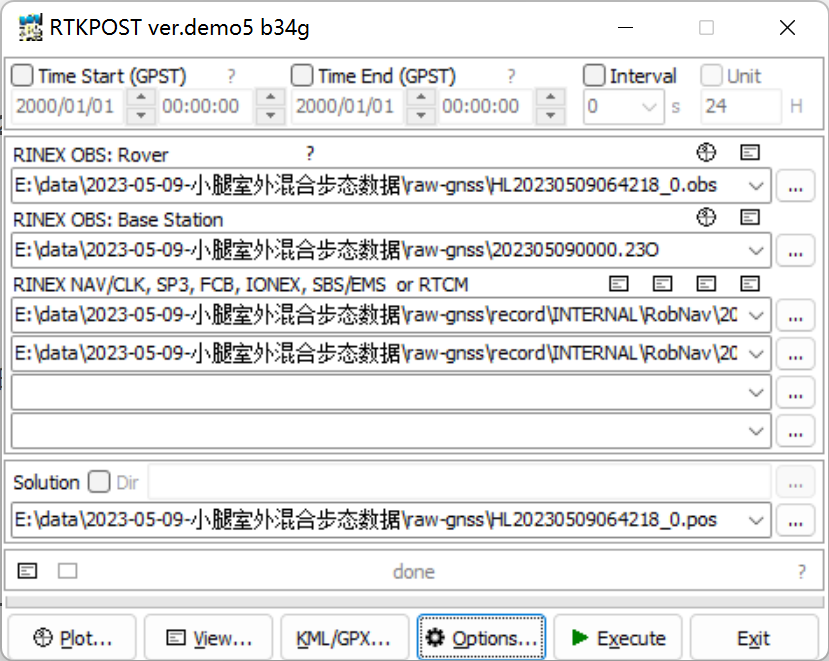 RTKPOST ver.demo5 b34g
Time Start (GPST) ? Time End (GPST) ? Interval Unit
2000/01/01 00:00:00 2000/01/01 00:00:00 0 s 24 H
RINEX OBS: Rover ?
E:\data\2023-05-09-小腿室外混合步态数据\raw-gnss\HL20230509064218_0.obs ...
RINEX OBS: Base Station
E:\data\2023-05-09-小腿室外混合步态数据\raw-gnss\202305090000.23O ...
RINEX NAV/CLK, SP3, FCB, IONEX, SBS/EMS or RTCM
E:\data\2023-05-09-小腿室外混合步态数据\raw-gnss\record\INTERNAL\RobNav\20 ...
E:\data\2023-05-09-小腿室外混合步态数据\raw-gnss\record\INTERNAL\RobNav\20 ...
...
...
Solution Dir ...
E:\data\2023-05-09-小腿室外混合步态数据\raw-gnss\HL20230509064218_0.pos ...
done ?
Plot... View... KML/GPX... Options... Execute Exit